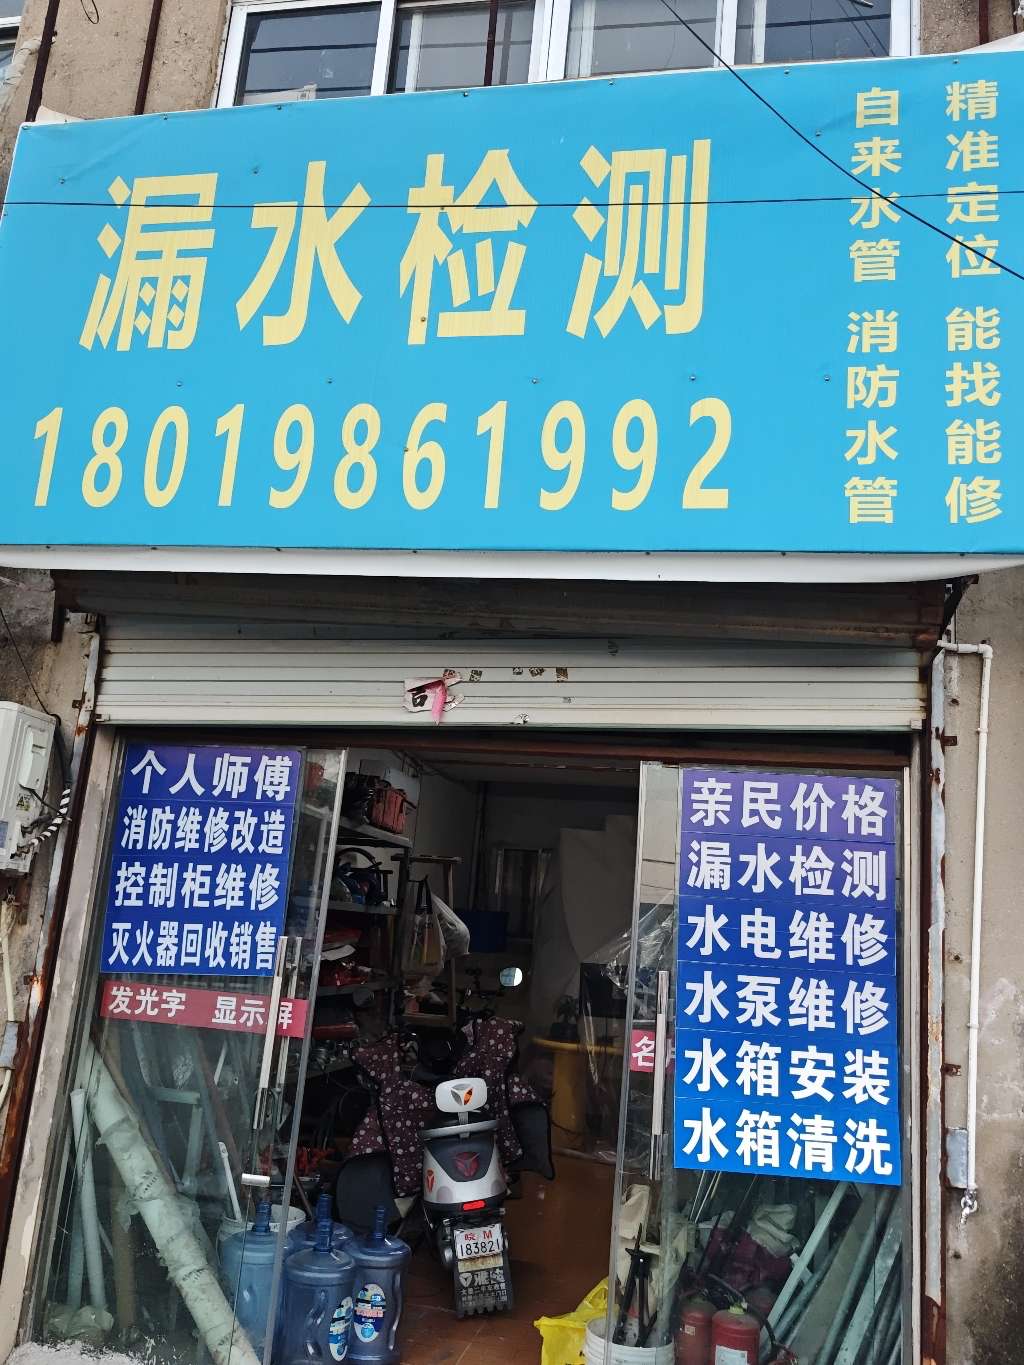 漏水检测
18019861992
自来水管 消防水管
精准定位 能找能修
个人师傅
消防维修改造
控制柜维修
灭火器回收销售
发光字 显示屏
亲民价格
漏水检测
水电维修
水泵维修
水箱安装
水箱清洗
名
皖 M
183821